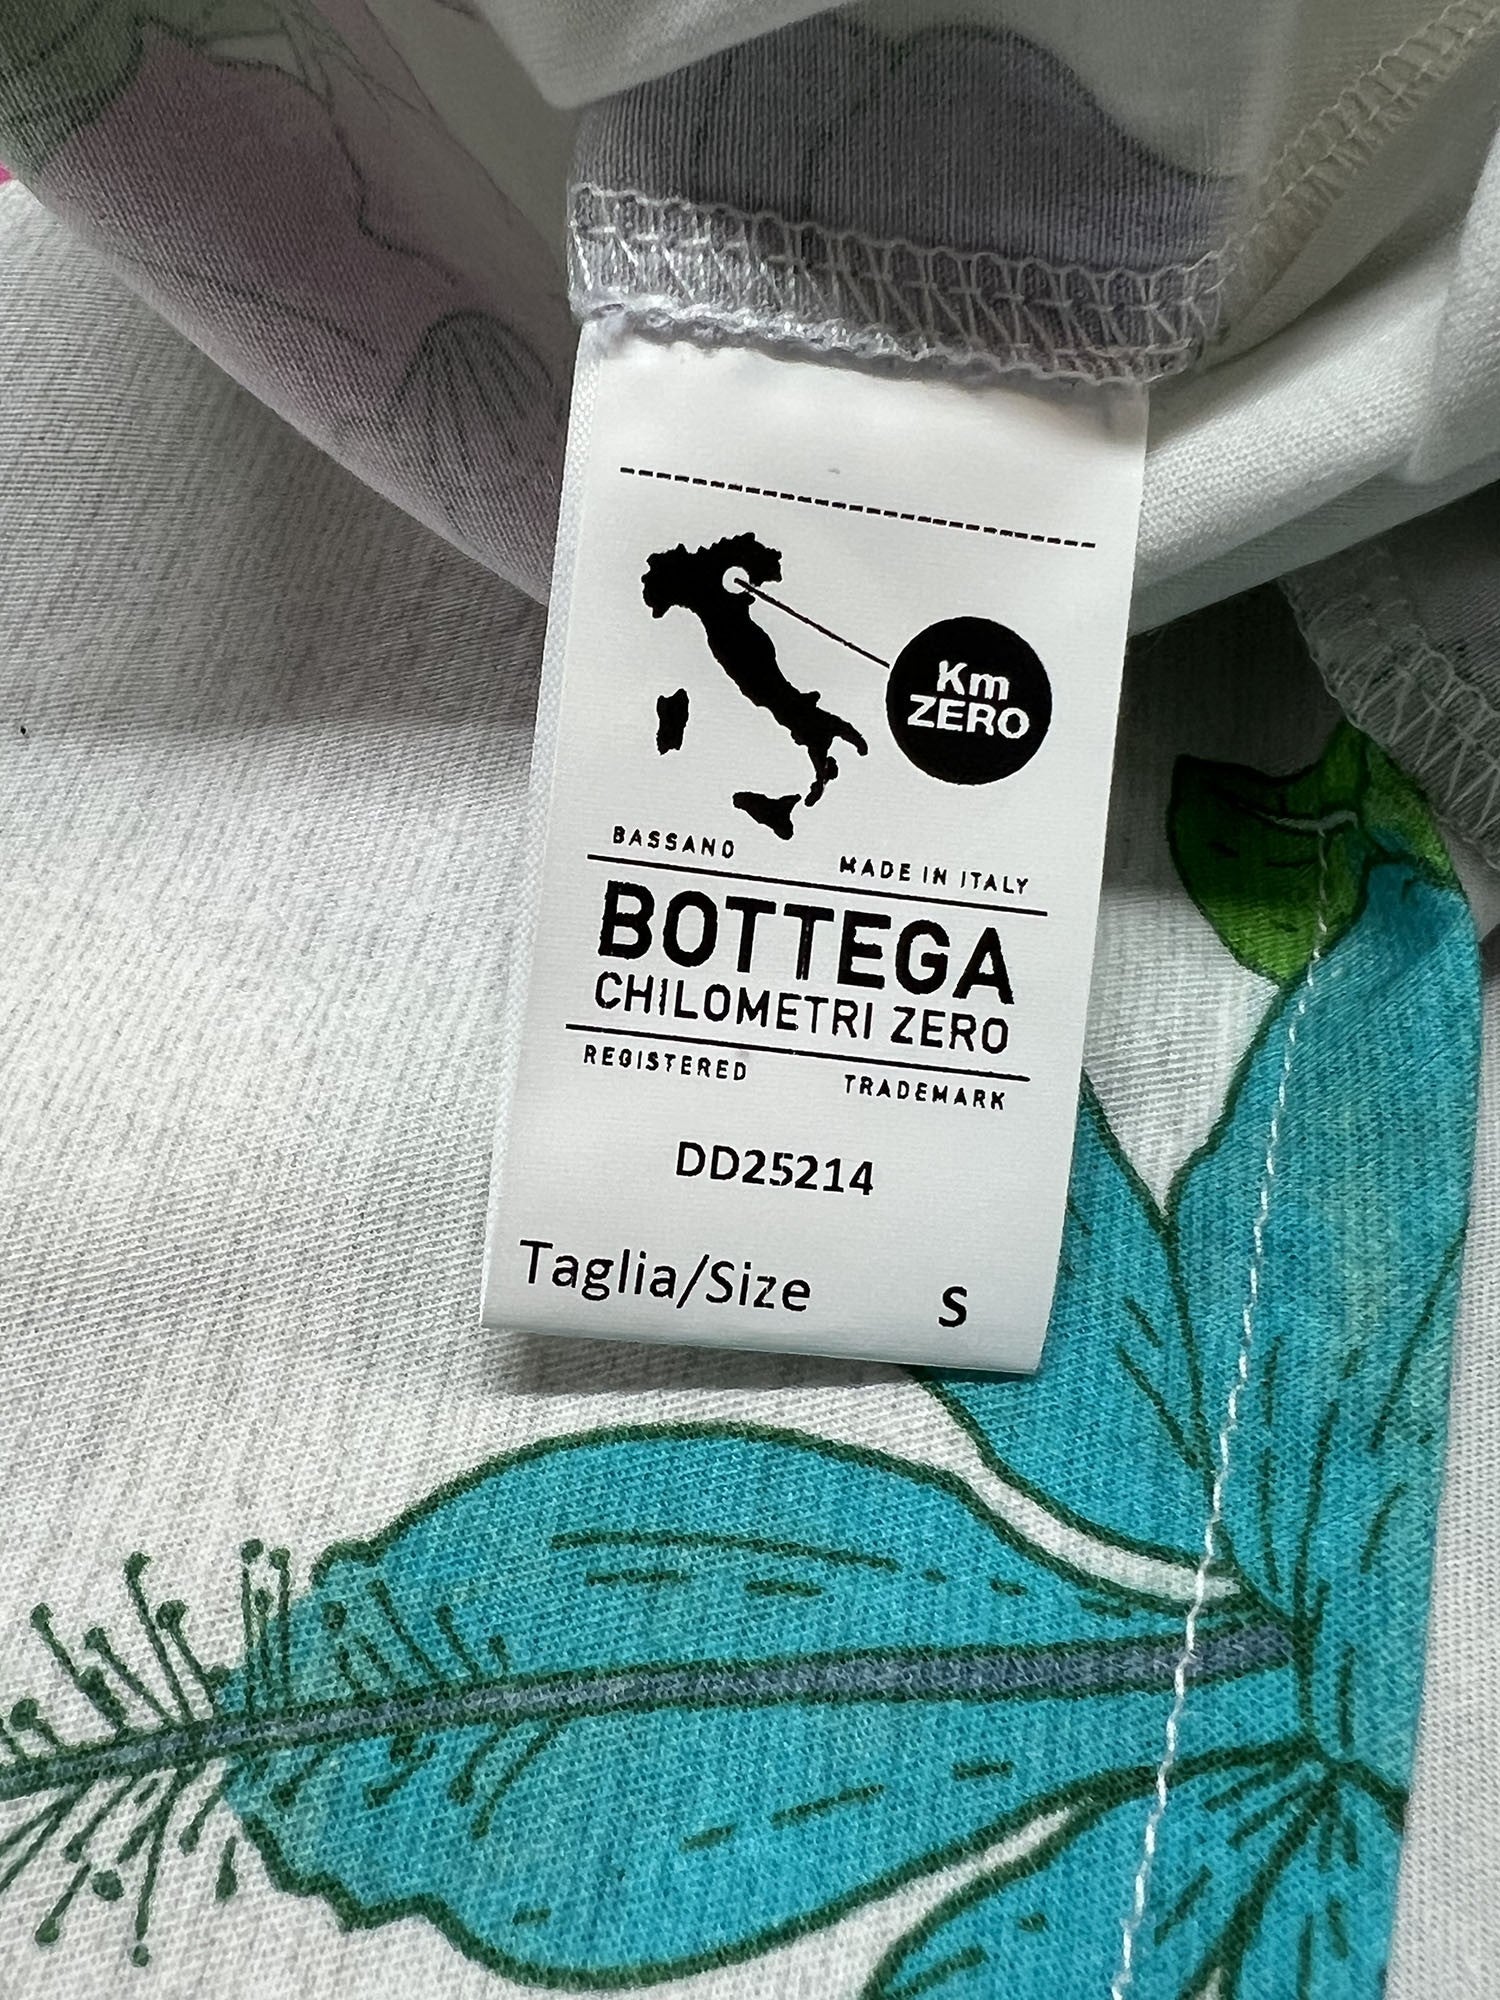 Km
ZERO
BASSANO MADE IN ITALY
BOTTEGA
CHILOMETRI ZERO
REGISTERED TRADEMARK
DD25214
Taglia/Size S